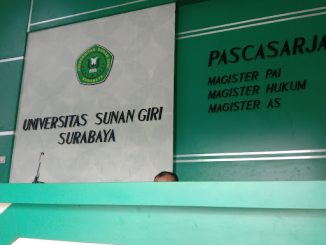 UNIVERSITAS SUNAN GIRI
SURABAYA
PASCASARJA
MAGISTER PAI
MAGISTER HUKUM
MAGISTER AS